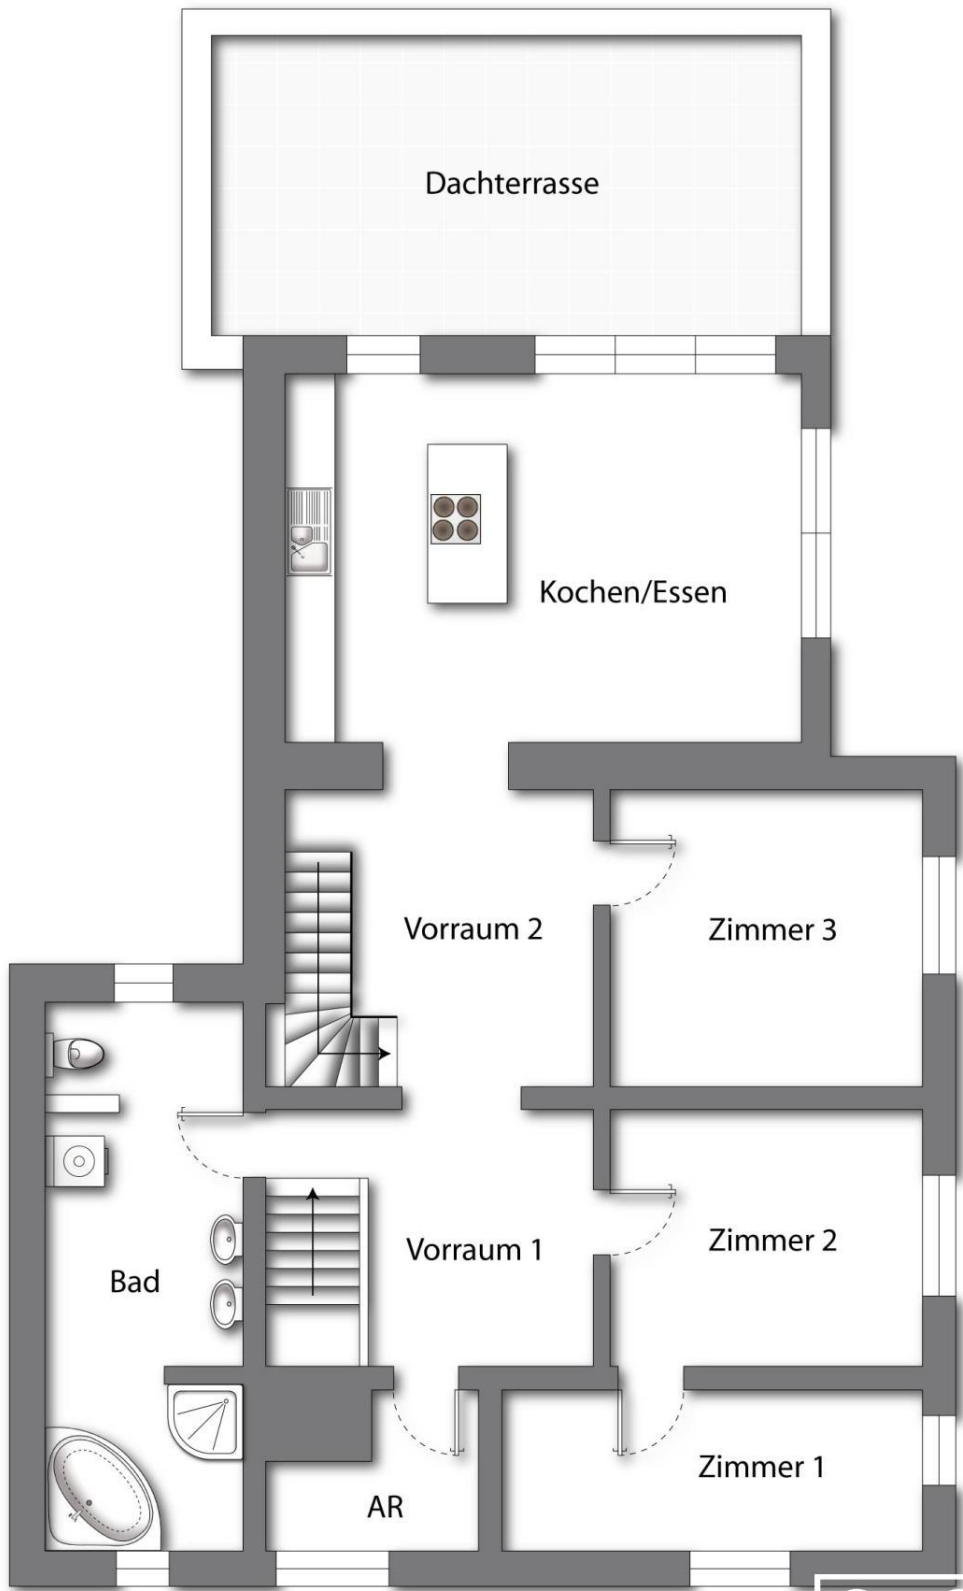 Dachterrasse
Kochen/Essen
Vorraum 2
Zimmer 3
Vorraum 1
Zimmer 2
Bad
Zimmer 1
AR